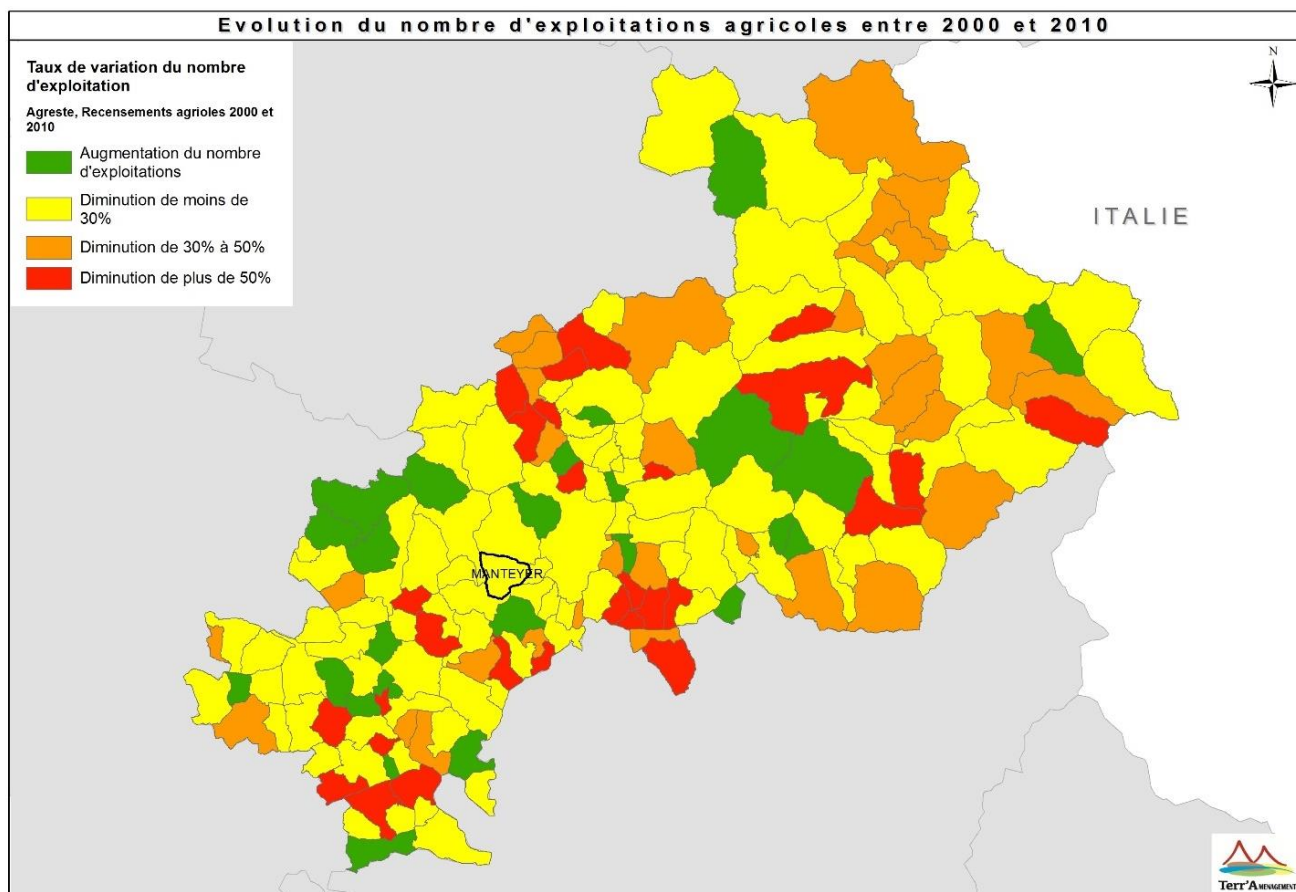 Evolution du nombre d'exploitations agricoles entre 2000 et 2010
Taux de variation du nombre
d'exploitation
Agreste, Recensements agrioles 2000 et
2010
Augmentation du nombre
d'exploitations
Diminution de moins de
30%
Diminution de 30% à 50%
Diminution de plus de 50%
N
ITALIE
MANTEYER
Terr'AMENAGEMENT